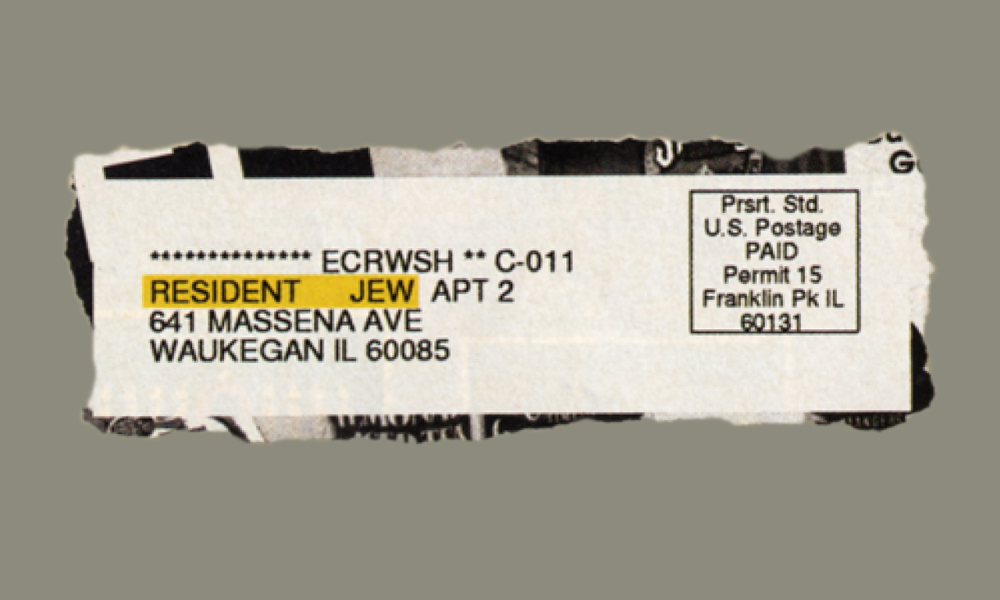 G
Prsrt. Std.
U.S. Postage
PAID
Permit 15
Franklin Pk IL
60131
************** ECRWSH ** C-011
RESIDENT JEW APT 2
641 MASSENA AVE
WAUKEGAN IL 60085